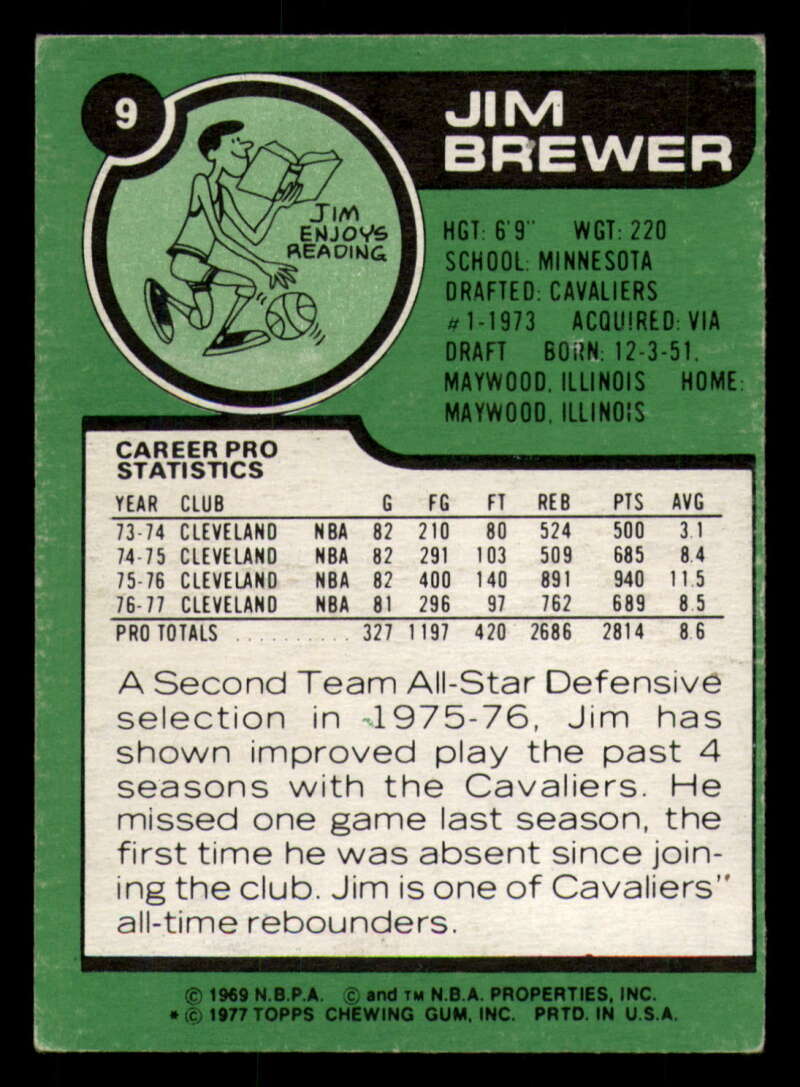 9
JIM
BREWER
JIM
ENJOYS
READING
HGT: 6'9" WGT: 220
SCHOOL: MINNESOTA
DRAFTED: CAVALIERS
#1-1973 ACQUIRED: VIA
DRAFT BORN: 12-3-51,
MAYWOOD, ILLINOIS HOME:
MAYWOOD, ILLINOIS
CAREER PRO
STATISTICS
YEAR CLUB G FG FT REB PTS AVG
73-74 CLEVELAND NBA 82 210 80 524 500 3.1
74-75 CLEVELAND NBA 82 291 103 509 685 8.4
75-76 CLEVELAND NBA 82 400 140 891 940 11.5
76-77 CLEVELAND NBA 81 296 97 762 689 8.5
PRO TOTALS .......... 327 1197 420 2686 2814 8.6
A Second Team All-Star Defensive
selection in 1975-76, Jim has
shown improved play the past 4
seasons with the Cavaliers. He
missed one game last season, the
first time he was absent since join-
ing the club. Jim is one of Cavaliers"
all-time rebounders.
© 1969 N.B.P.A. © and TM N.B.A. PROPERTIES, INC.
* © 1977 TOPPS CHEWING GUM, INC. PRTD. IN U.S.A.